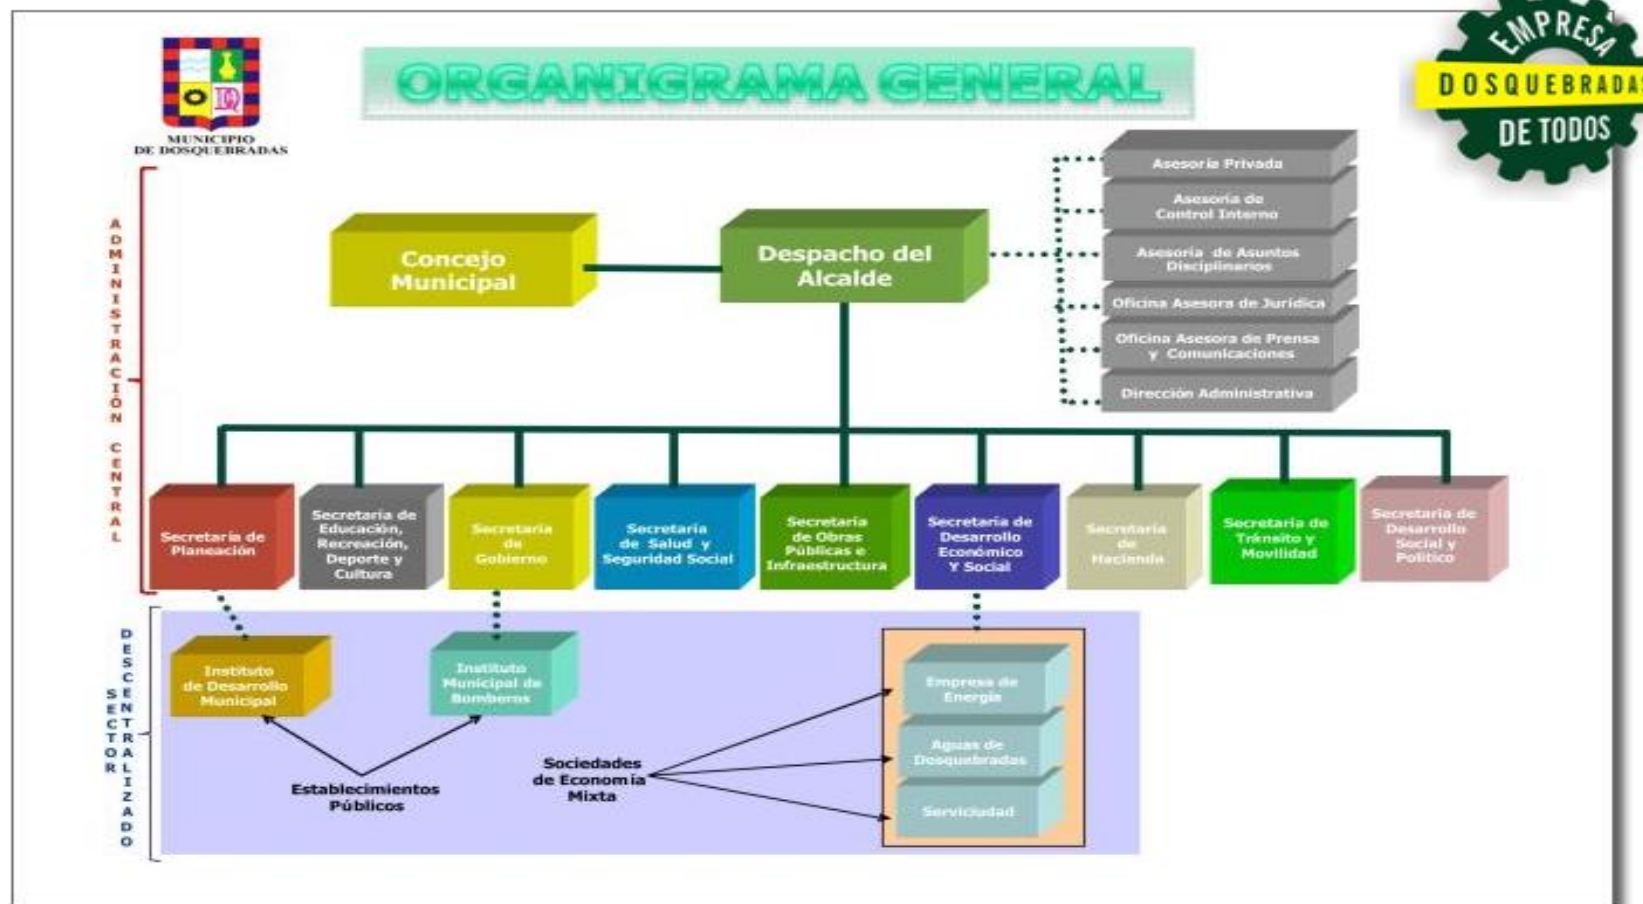 EMPRESA
DOSQUEBRADAS
DE TODOS
MUNICIPIO
DE DOSQUEBRADAS
ORGANIGRAMA GENERAL
ADMINISTRACIÓN CENTRAL
Concejo
Municipal
Despacho del
Alcalde
Asesoría Privada
Asesoría de
Control Interno
Asesoría de Asuntos
Disciplinarios
Oficina Asesora de Jurídica
Oficina Asesora de Prensa
y Comunicaciones
Dirección Administrativa
Secretaría de
Planeación
Secretaría de
Educación,
Recreación,
Deporte y
Cultura
Secretaría
de
Gobierno
Secretaría
de Salud y
Seguridad Social
Secretaría
de Obras
Públicas e
Infraestructura
Secretaría de
Desarrollo
Económico
Y Social
Secretaría
de
Hacienda
Secretaría de
Tránsito y
Movilidad
Secretaría de
Desarrollo
Social y
Político
SECTOR
DESCENTRALIZADO
Instituto
de Desarrollo
Municipal
Instituto
Municipal de
Bomberos
Establecimientos
Públicos
Sociedades
de Economía
Mixta
Empresa de
Energía
Aguas de
Dosquebradas
Serviciudad